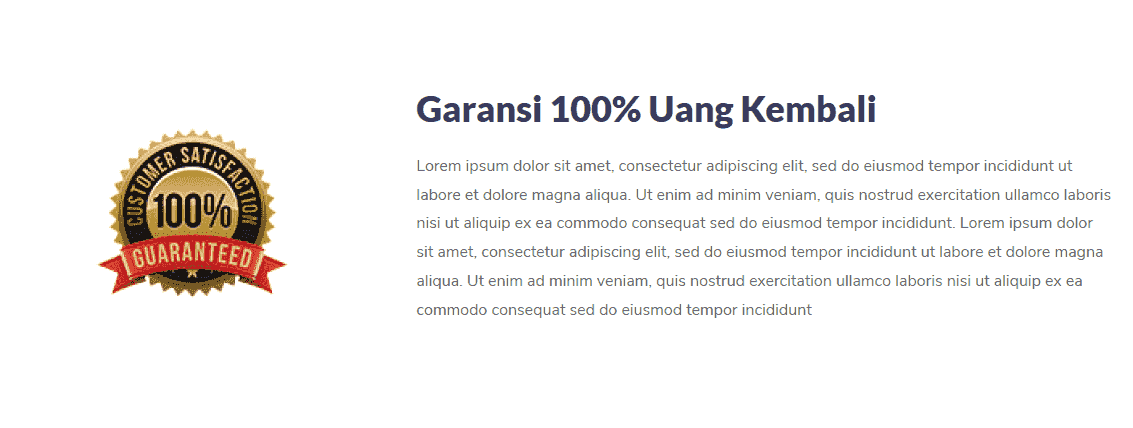 CUSTOMER SATISFACTION
100%
GUARANTEED
Garansi 100% Uang Kembali
Lorem ipsum dolor sit amet, consectetur adipiscing elit, sed do eiusmod tempor incididunt ut
labore et dolore magna aliqua. Ut enim ad minim veniam, quis nostrud exercitation ullamco laboris
nisi ut aliquip ex ea commodo consequat sed do eiusmod tempor incididunt. Lorem ipsum dolor
sit amet, consectetur adipiscing elit, sed do eiusmod tempor incididunt ut labore et dolore magna
aliqua. Ut enim ad minim veniam, quis nostrud exercitation ullamco laboris nisi ut aliquip ex ea
commodo consequat sed do eiusmod tempor incididunt